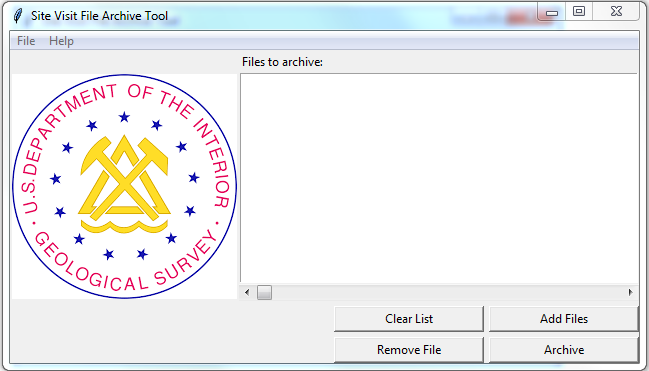 Site Visit File Archive Tool
File Help
Files to archive:
U.S. DEPARTMENT OF THE INTERIOR
· GEOLOGICAL SURVEY ·
Clear List
Add Files
Remove File
Archive